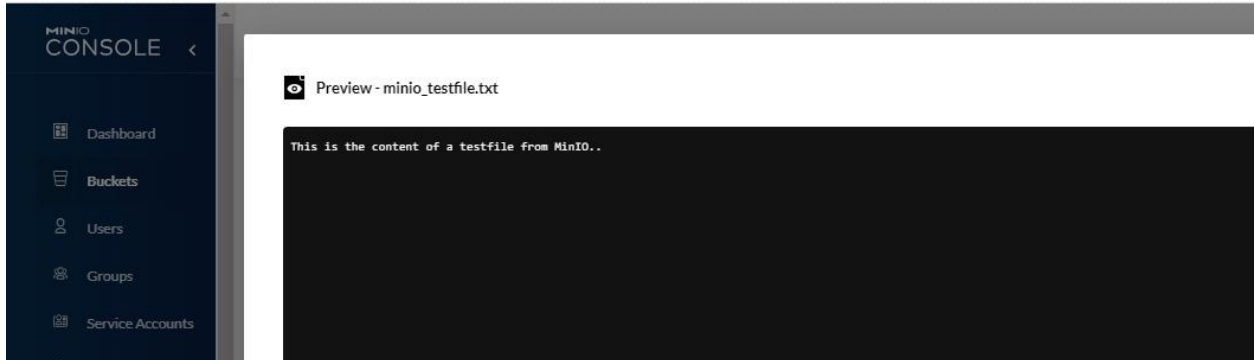 MINIO
CONSOLE <
Preview - minio_testfile.txt
This is the content of a testfile from MinIO..
Dashboard
Buckets
Users
Groups
Service Accounts